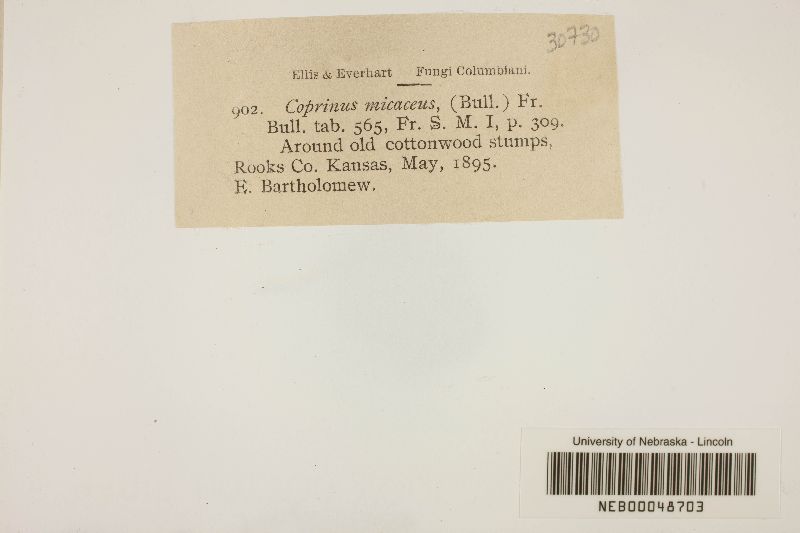 30730
Ellis & Everhart Fungi Columbiani.
902. Coprinus micaceus, (Bull.) Fr.
Bull. tab. 565, Fr. S. M. I, p. 309.
Around old cottonwood stumps,
Rooks Co. Kansas, May, 1895.
E. Bartholomew.
University of Nebraska - Lincoln
NEB00048703